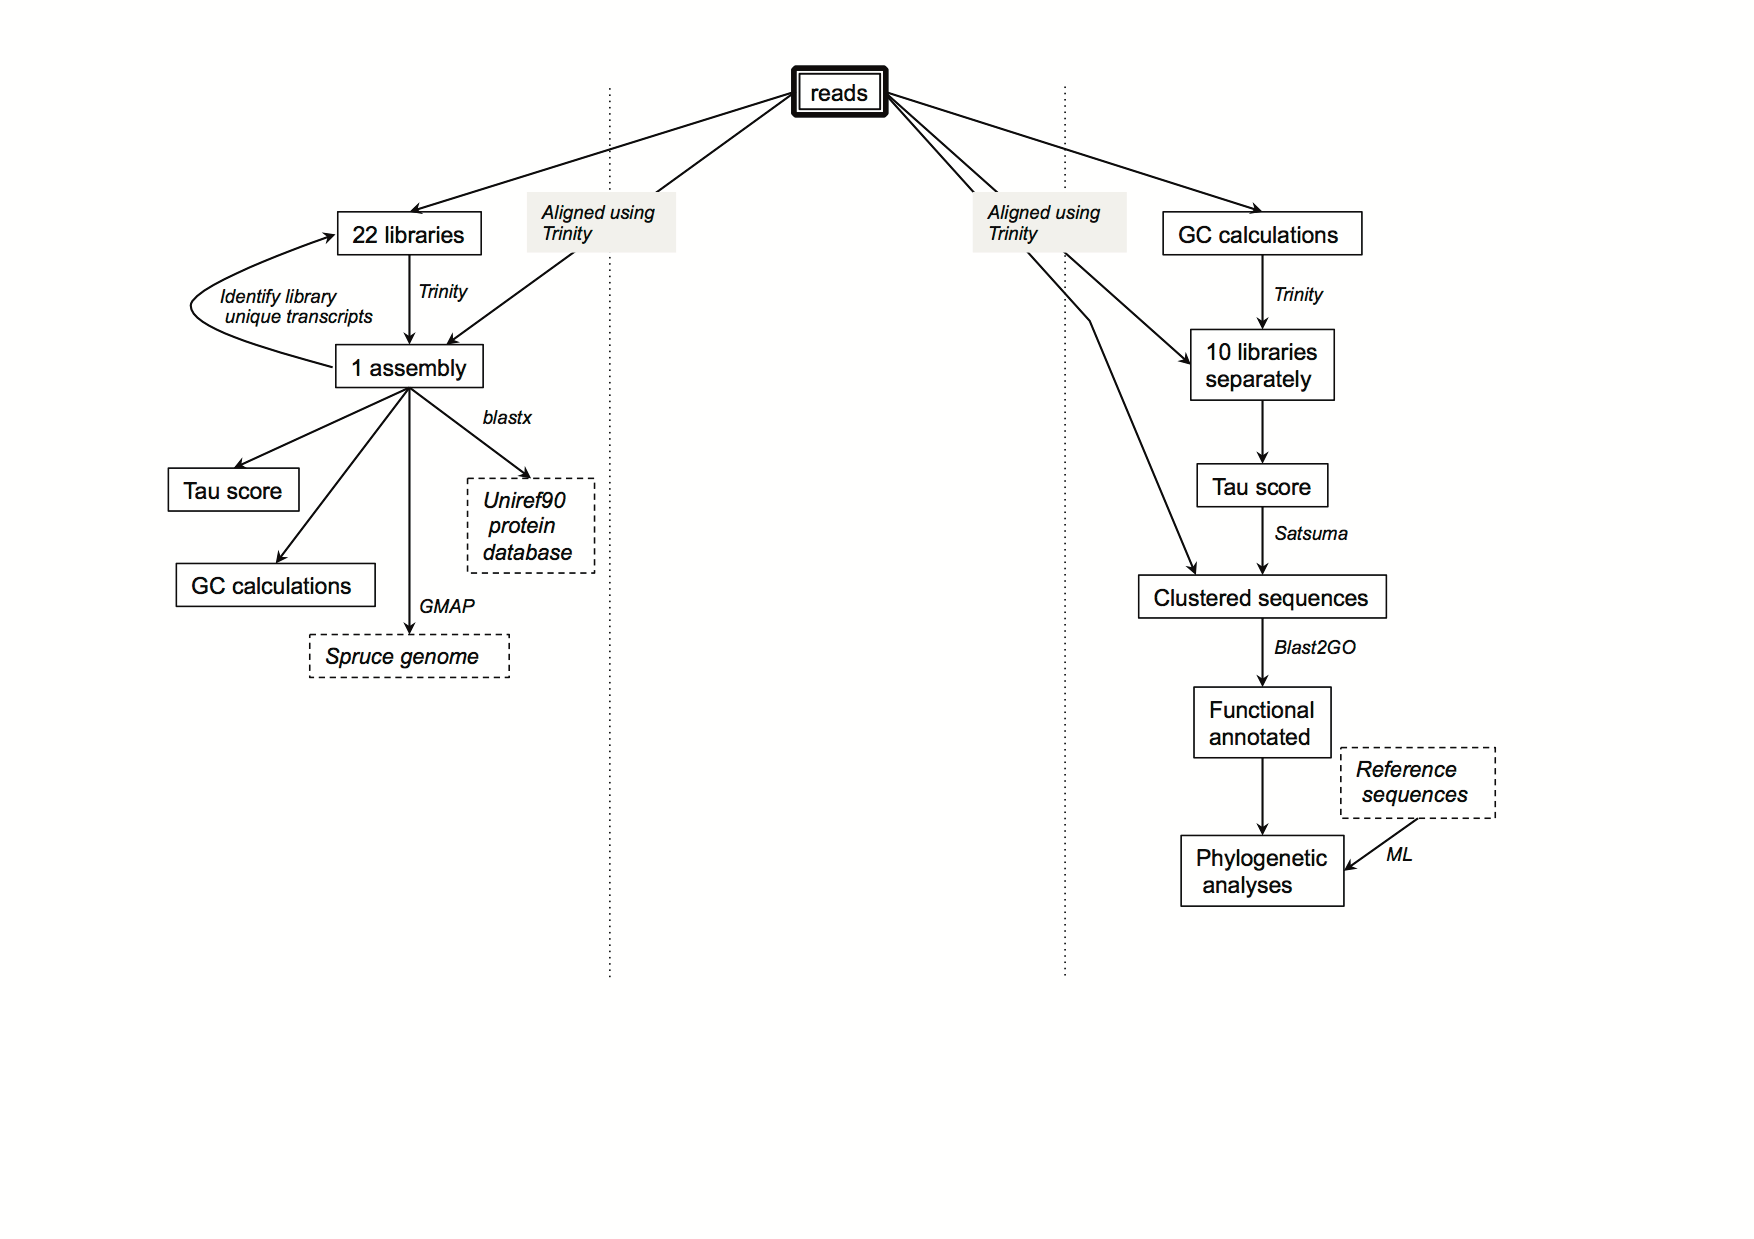 reads
22 libraries
Aligned using
Trinity
Identify library
unique transcripts
Trinity
1 assembly
blastx
Tau score
Uniref90
protein
database
GC calculations
GMAP
Spruce genome
Aligned using
Trinity
GC calculations
Trinity
10 libraries
separately
Tau score
Satsuma
Clustered sequences
Blast2GO
Functional
annotated
Reference
sequences
ML
Phylogenetic
analyses